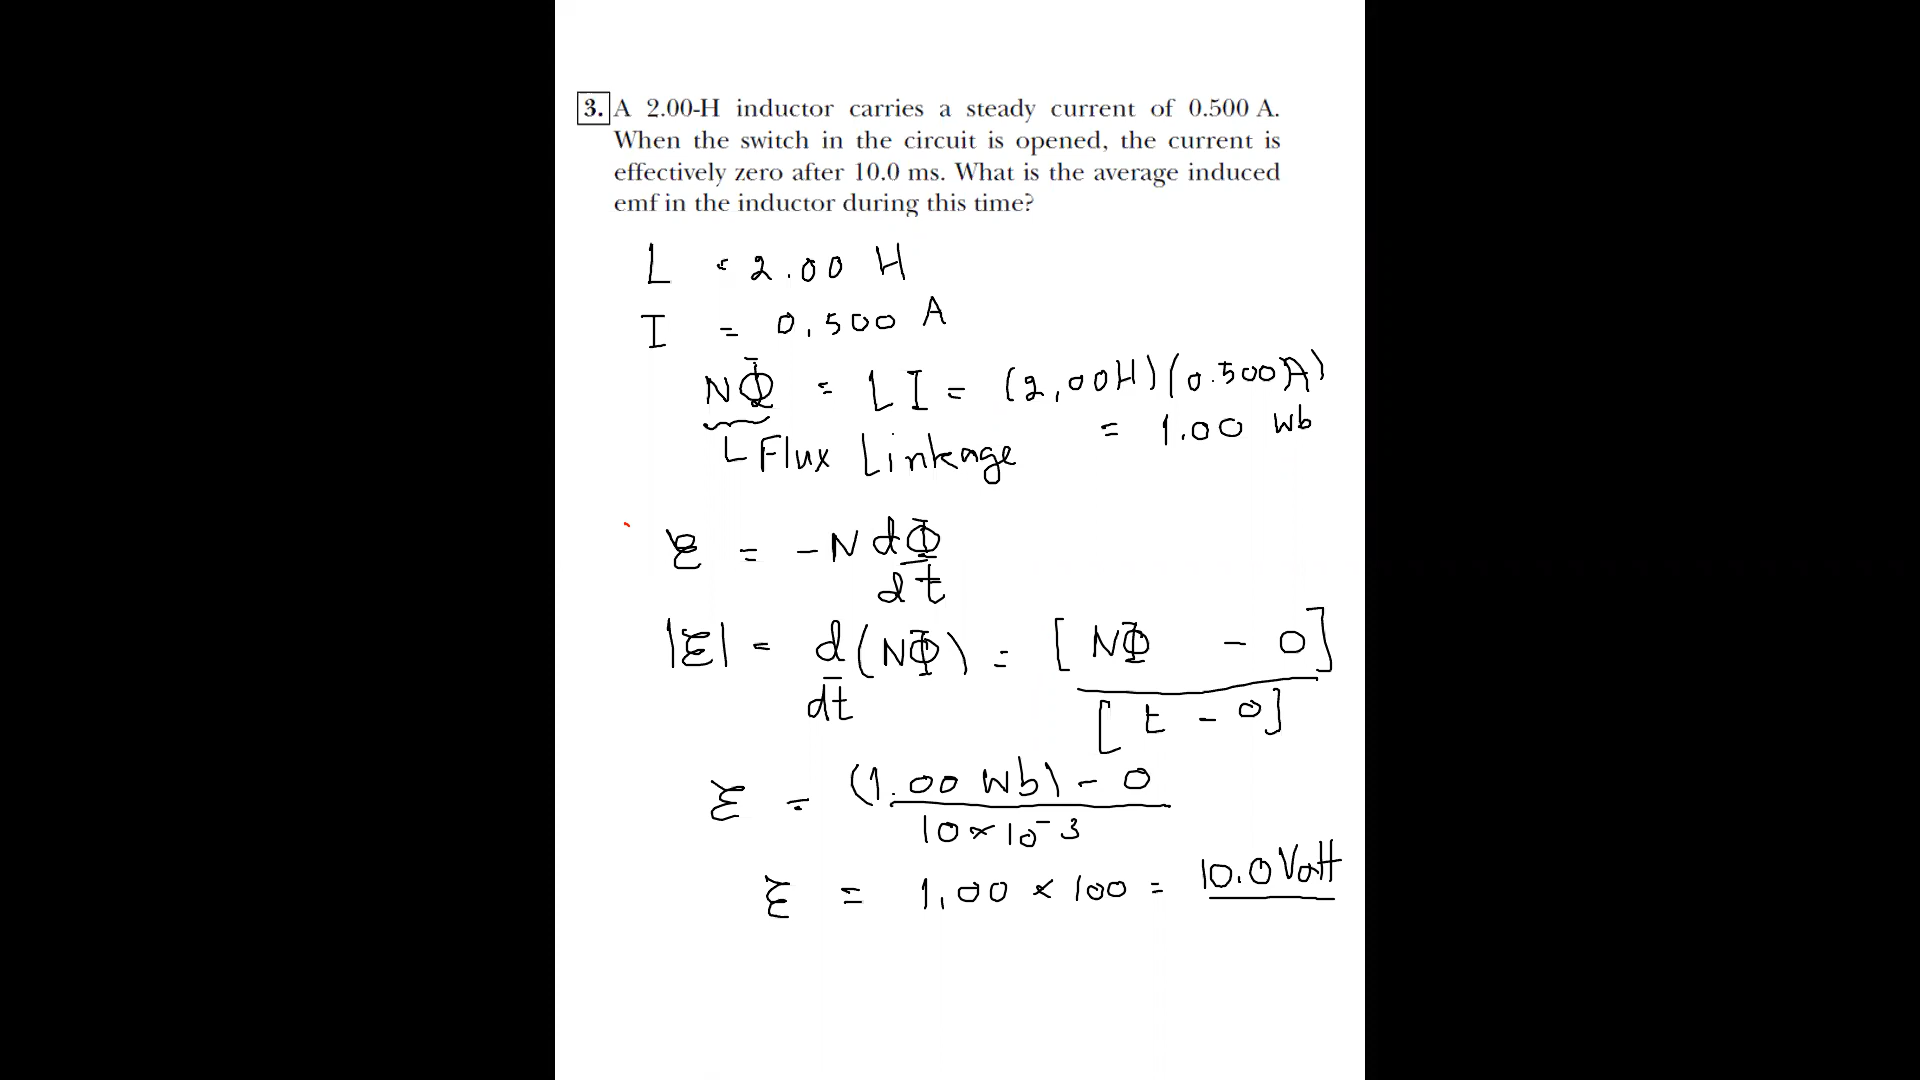 3. A 2.00-H inductor carries a steady current of 0.500 A.
When the switch in the circuit is opened, the current is
effectively zero after 10.0 ms. What is the average induced
emf in the inductor during this time?
L = 2.00 H
I = 0.500 A
NΦ = LI = (2.00H)(0.500A)
= 1.00 Wb
Flux Linkage
ℰ = -N dΦ/dt
|ℰ| = d/dt (NΦ) = [NΦ - 0]/[t - 0]
ℰ = (1.00 Wb) - 0 / 10 × 10⁻³
ℰ = 1.00 × 100 = 10.0 Volt